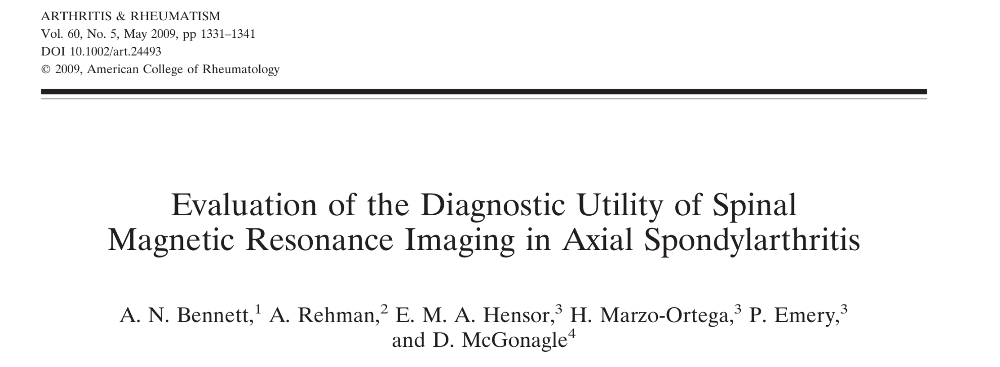 ARTHRITIS & RHEUMATISM
Vol. 60, No. 5, May 2009, pp 1331–1341
DOI 10.1002/art.24493
© 2009, American College of Rheumatology
Evaluation of the Diagnostic Utility of Spinal
Magnetic Resonance Imaging in Axial Spondylarthritis
A. N. Bennett,¹ A. Rehman,² E. M. A. Hensor,³ H. Marzo-Ortega,³ P. Emery,³
and D. McGonagle⁴